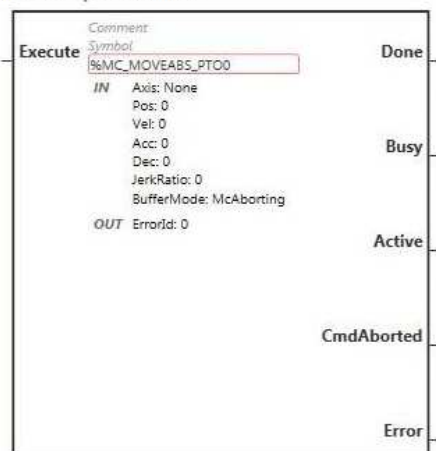 Comment
Execute Symbol Done
%MC_MOVEABS_PTO0
IN Axis: None
Pos: 0
Vel: 0
Acc: 0
Busy
Dec: 0
JerkRatio: 0
BufferMode: McAborting
OUT ErrorId: 0
Active
CmdAborted
Error